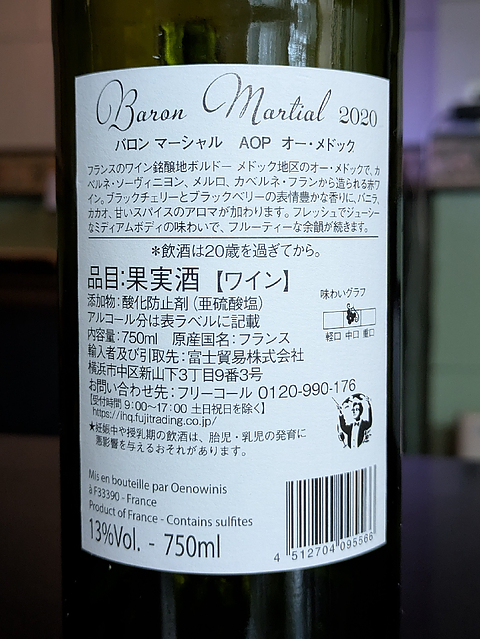 Baron Martial 2020
バロン マーシャル AOP オー・メドック
フランスのワイン銘醸地ボルドー メドック地区のオー・メドックで、カ
ベルネ・ソーヴィニヨン、メルロ、カベルネ・フランから造られる赤ワ
イン。ブラックチェリーとブラックベリーの表情豊かな香りに、バニラ、
カカオ、甘いスパイスのアロマが加わります。フレッシュでジューシー
なミディアムボディの味わいで、フルーティーな余韻が続きます。
＊飲酒は20歳を過ぎてから。
品目:果実酒【ワイン】
添加物:酸化防止剤（亜硫酸塩）
アルコール分は表ラベルに記載
味わいグラフ
軽口 中口 重口
内容量:750ml 原産国名:フランス
輸入者及び引取先:富士貿易株式会社
横浜市中区新山下3丁目9番3号
お問い合わせ先:フリーコール 0120-990-176
【受付時間 9:00〜17:00 土日祝日を除く】
https://hq.fujitrading.co.jp/
★妊娠中や授乳期の飲酒は、胎児・乳児の発育に
悪影響を与えるおそれがあります。
Mis en bouteille par Oenowinis
à F33390 - France
Product of France - Contains sulfites
13%Vol. - 750ml
4 512704 095566